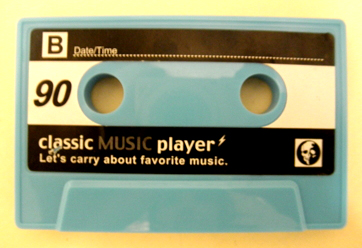 B Date/Time
90
classic MUSIC player
Let's carry about favorite music.